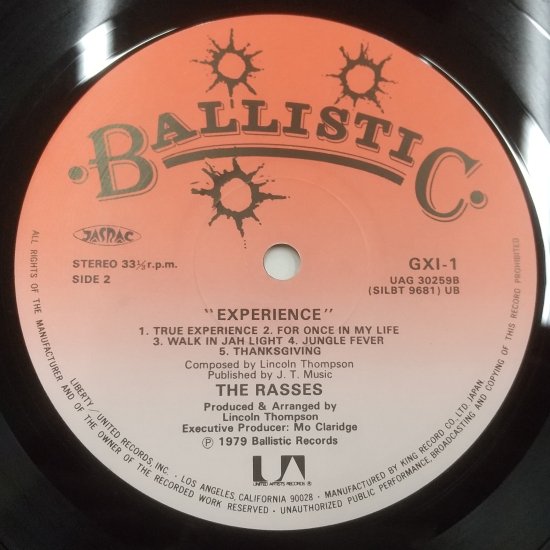 BALLISTIC.
JASRAC
STEREO 33⅓ r.p.m.
SIDE 2
GXI-1
UAG 30259B
(SILBT 9681) UB
"EXPERIENCE"
1. TRUE EXPERIENCE 2. FOR ONCE IN MY LIFE
3. WALK IN JAH LIGHT 4. JUNGLE FEVER
5. THANKSGIVING
Composed by Lincoln Thompson
Published by J. T. Music
THE RASSES
Produced & Arranged by
Lincoln Thompson
Executive Producer: Mo Claridge
Ⓟ 1979 Ballistic Records
UA
UNITED ARTISTS RECORDS ®
ALL RIGHTS OF THE MANUFACTURER AND OF THE OWNER OF THE RECORDED WORK RESERVED · UNAUTHORIZED PUBLIC PERFORMANCE, BROADCASTING AND COPYING OF THIS RECORD PROHIBITED
LIBERTY/UNITED RECORDS, INC. · LOS ANGELES, CALIFORNIA 90028 · MANUFACTURED BY KING RECORD CO., LTD. JAPAN